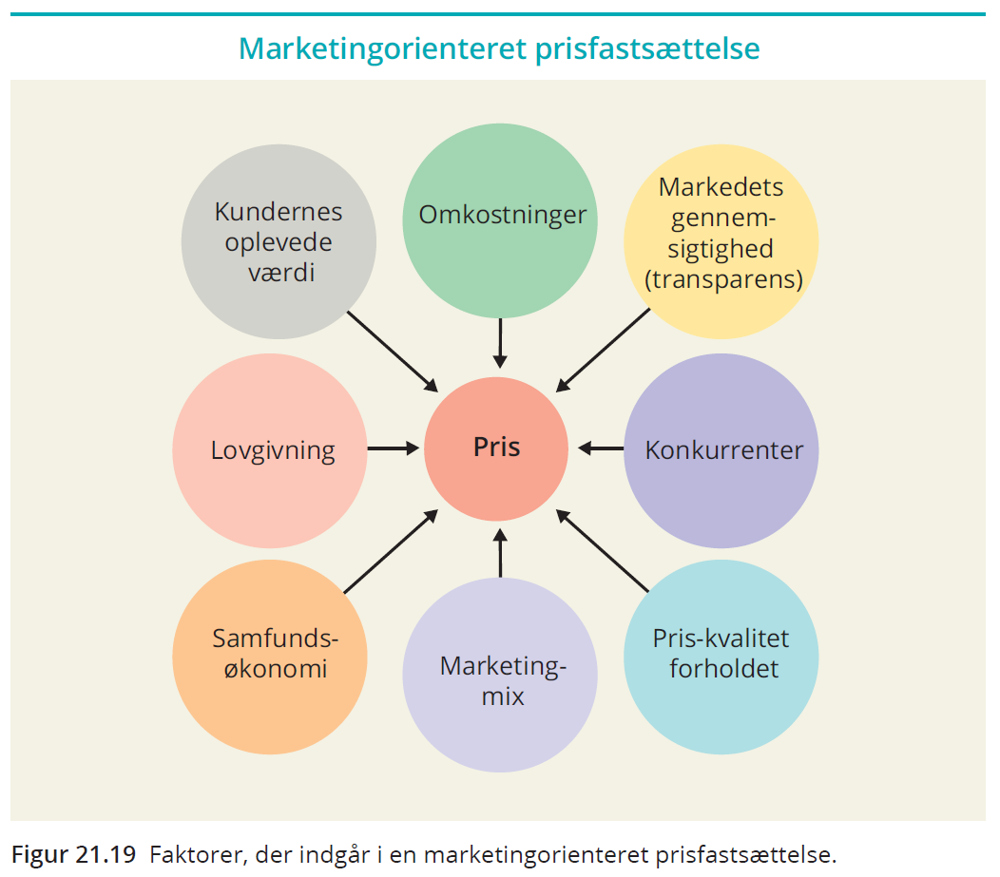 Marketingorienteret prisfastsættelse
Kundernes
oplevede
værdi
Omkostninger
Markedets
gennem-
sigtighed
(transparens)
Lovgivning
Pris
Konkurrenter
Samfunds-
økonomi
Marketing-
mix
Pris-kvalitet
forholdet
Figur 21.19 Faktorer, der indgår i en marketingorienteret prisfastsættelse.